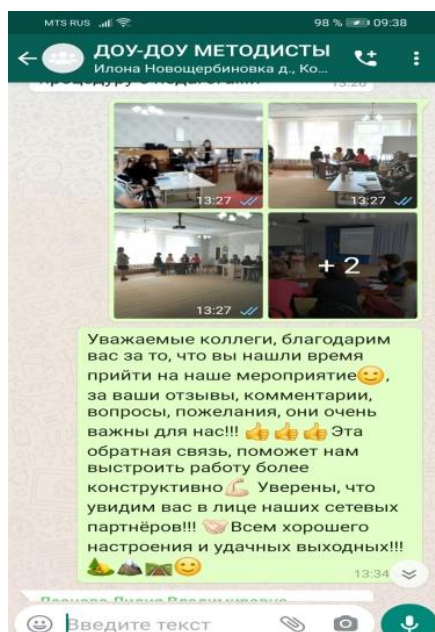 MTS RUS 98 % 09:38
ДОУ-ДОУ МЕТОДИСТЫ
Илона Новощербиновка д., Ко...
процедуру с педагогами 13:26
13:27 13:27
13:27 + 2
Уважаемые коллеги, благодарим
вас за то, что вы нашли время
прийти на наше мероприятие🙂,
за ваши отзывы, комментарии,
вопросы, пожелания, они очень
важны для нас!!! 👍👍👍 Эта
обратная связь, поможет нам
выстроить работу более
конструктивно💪 Уверены, что
увидим вас в лице наших сетевых
партнёров!!! 🤝Всем хорошего
настроения и удачных выходных!!!
🏕🏔🛤🙂 13:34
Введите текст